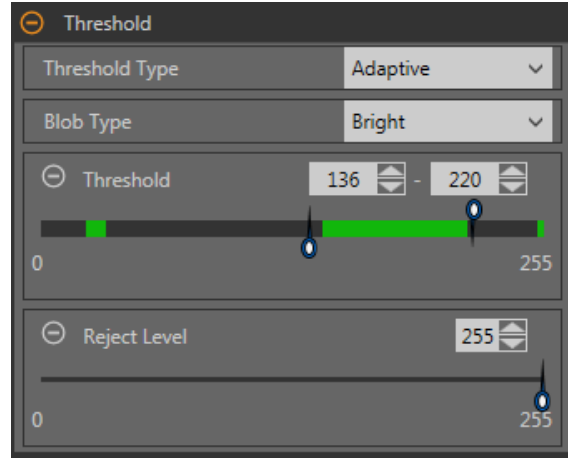 Threshold
Threshold Type Adaptive
Blob Type Bright
Threshold 136 - 220
0 255
Reject Level 255
0 255